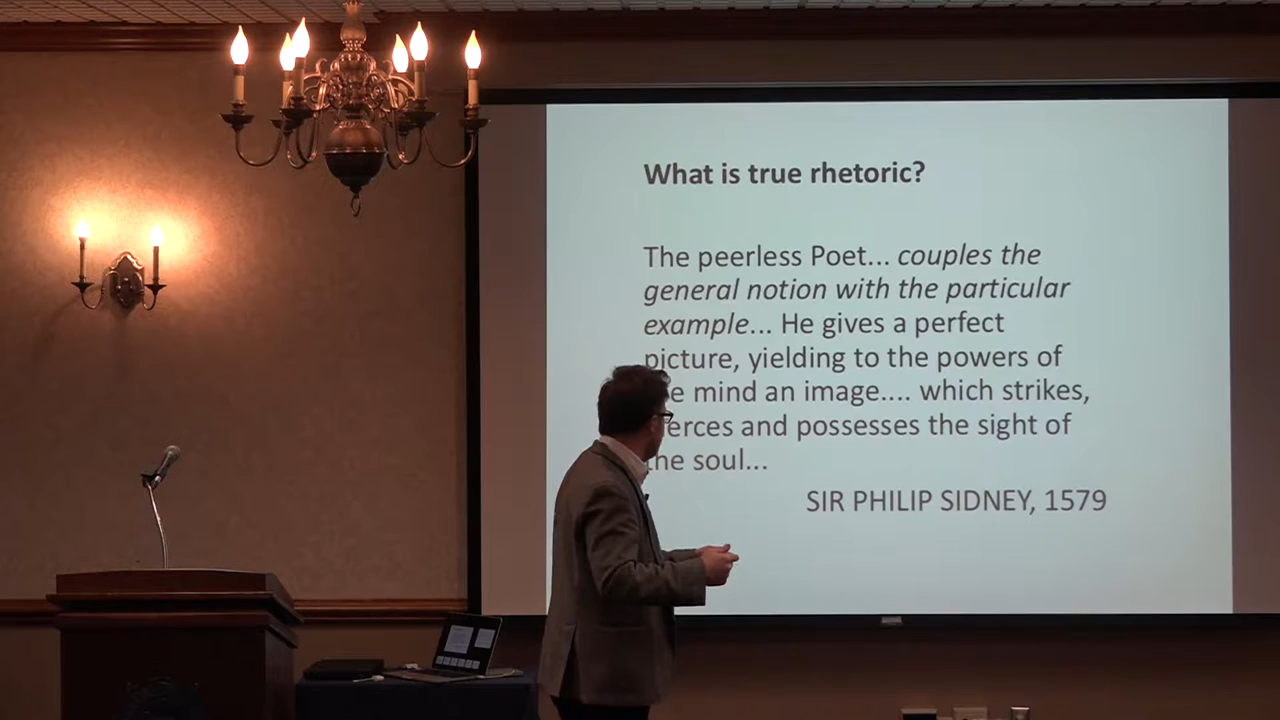 What is true rhetoric?
The peerless Poet... couples the
general notion with the particular
example... He gives a perfect
picture, yielding to the powers of
mind an image.... which strikes,
and possesses the sight of
the soul...
SIR PHILIP SIDNEY, 1579